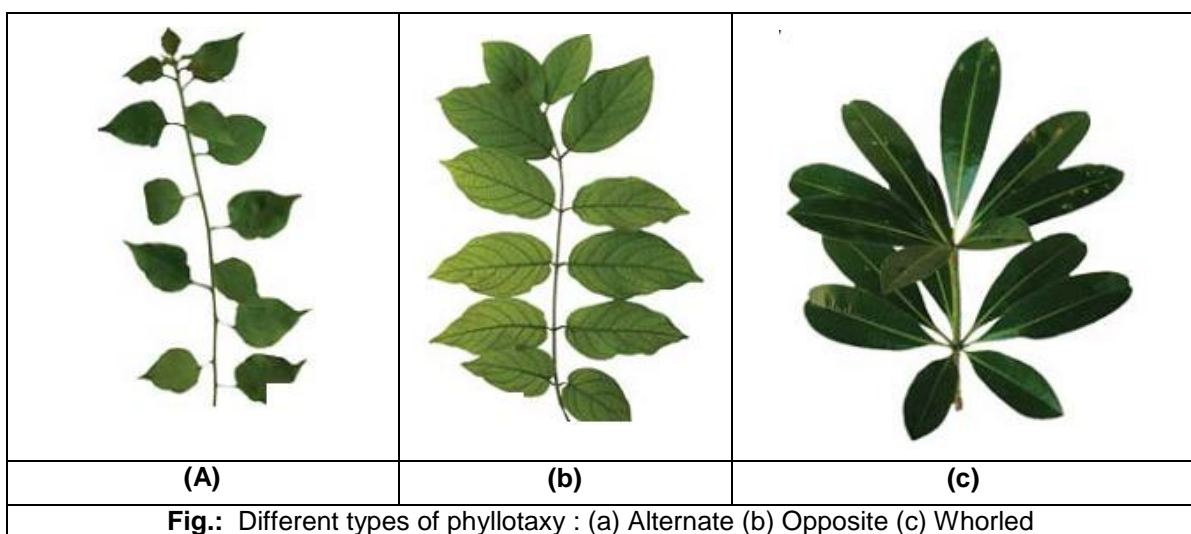 (A) (b) (c)
Fig.: Different types of phyllotaxy : (a) Alternate (b) Opposite (c) Whorled